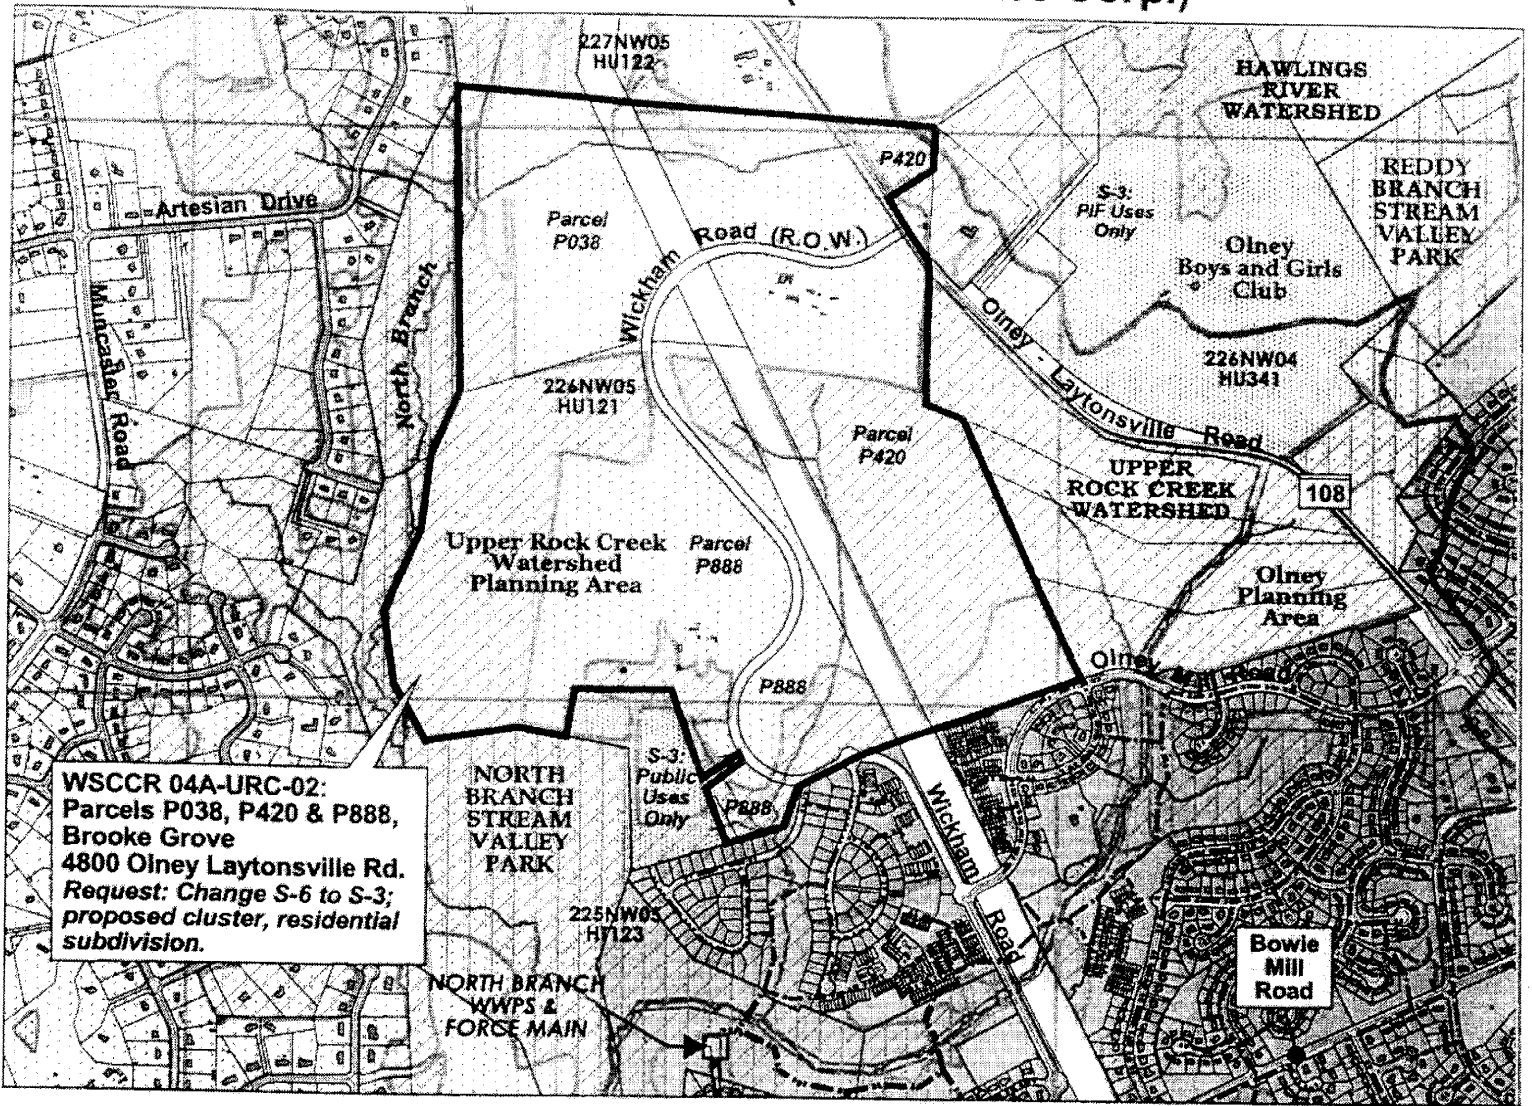 227NW05
HU122
HAWLINGS
RIVER
WATERSHED
P420
REDDY
BRANCH
STREAM
VALLEY
PARK
S-3:
PIF Uses
Only
Artesian Drive
Parcel
P038
Wickham Road (R.O.W.)
Olney
Boys and Girls
Club
North Branch
Muncaster Road
Olney - Laytonsville Road
226NW04
HU341
226NW05
HU121
Parcel
P420
UPPER
ROCK CREEK
WATERSHED
108
Upper Rock Creek
Watershed
Planning Area
Parcel
P888
Olney
Planning
Area
Olney Mill Road
P888
S-3:
Public
Uses
Only
P888
NORTH
BRANCH
STREAM
VALLEY
PARK
WSCCR 04A-URC-02:
Parcels P038, P420 & P888,
Brooke Grove
4800 Olney Laytonsville Rd.
Request: Change S-6 to S-3;
proposed cluster, residential
subdivision.
Wickham Road
225NW05
HT123
NORTH BRANCH
WWPS &
FORCE MAIN
Bowie
Mill
Road